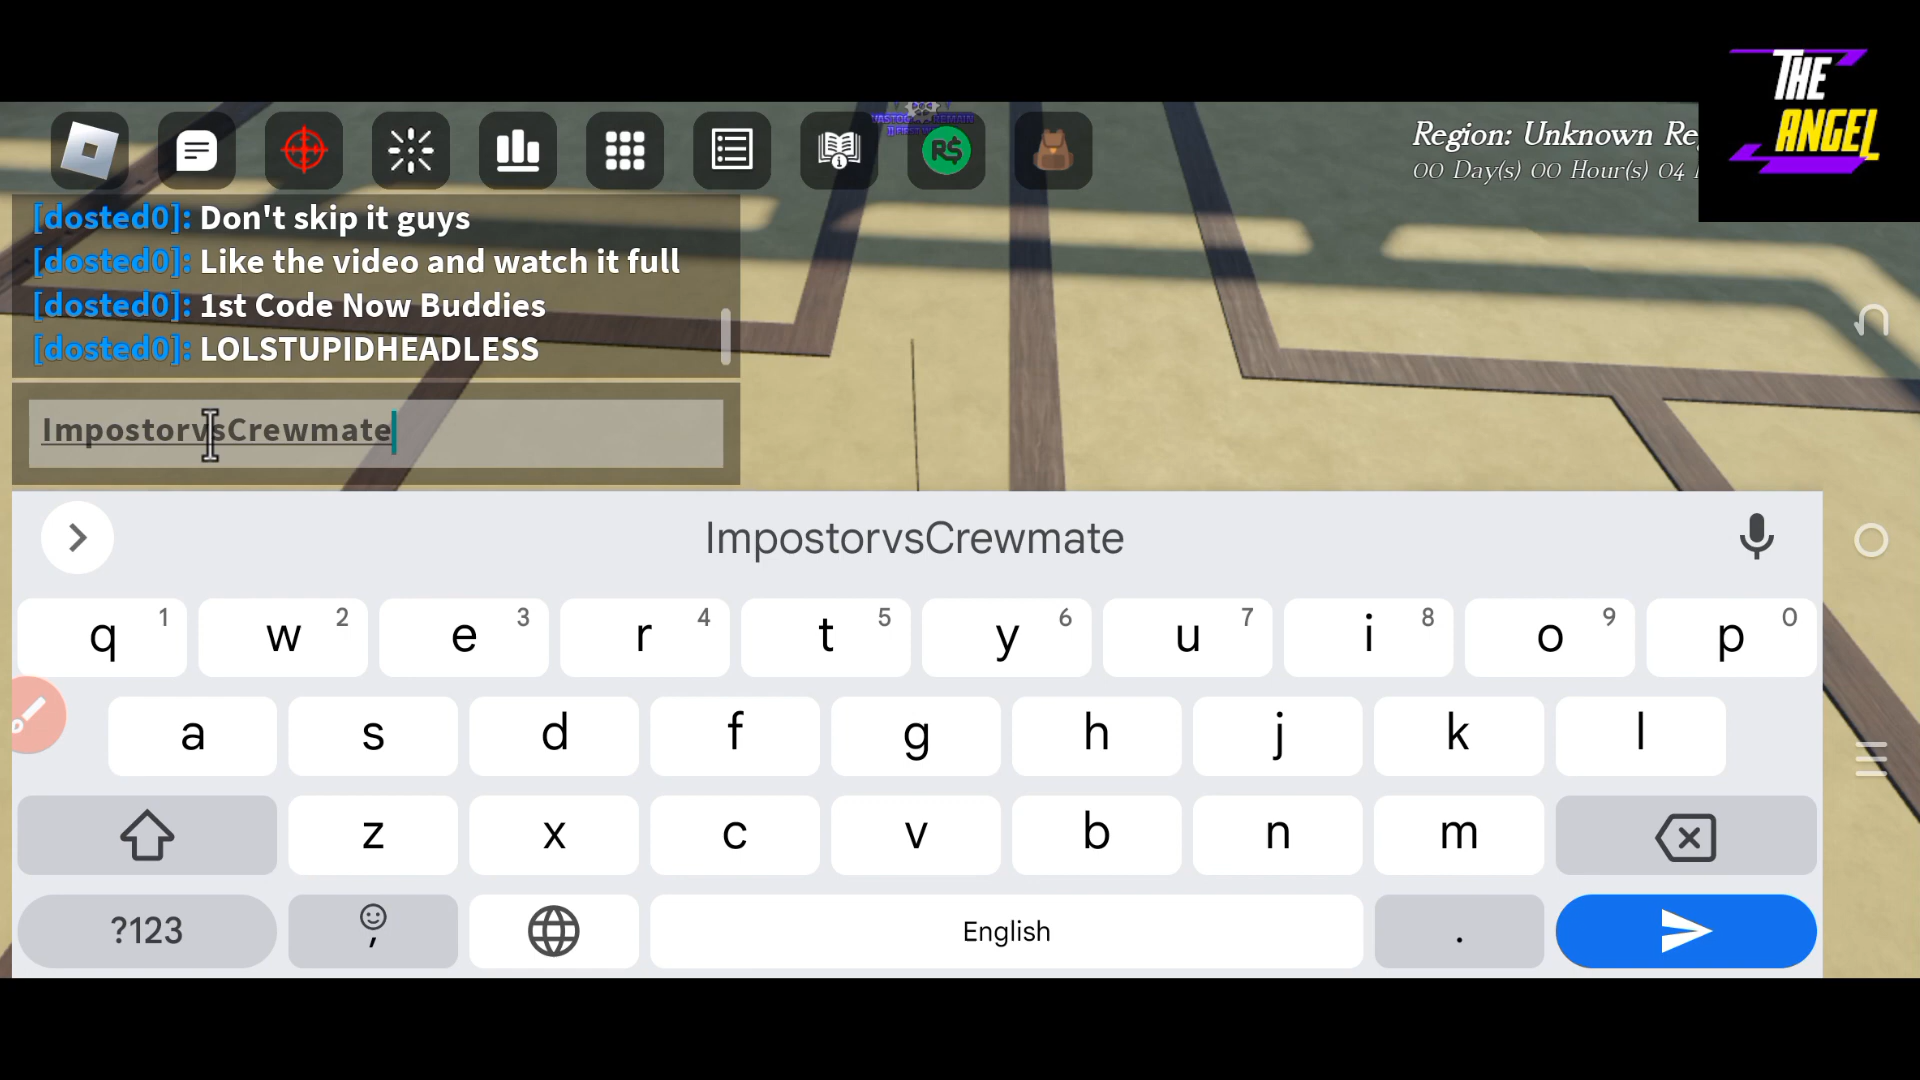 THE
ANGEL
Region: Unknown Re
00 Day(s) 00 Hour(s) 04
R$
[dosted0]: Don't skip it guys
[dosted0]: Like the video and watch it full
[dosted0]: 1st Code Now Buddies
[dosted0]: LOLSTUPIDHEADLESS
ImpostorvsCrewmate
ImpostorvsCrewmate
q 1 w 2 e 3 r 4 t 5 y 6 u 7 i 8 o 9 p 0
a s d f g h j k l
z x c v b n m
?123 , English .